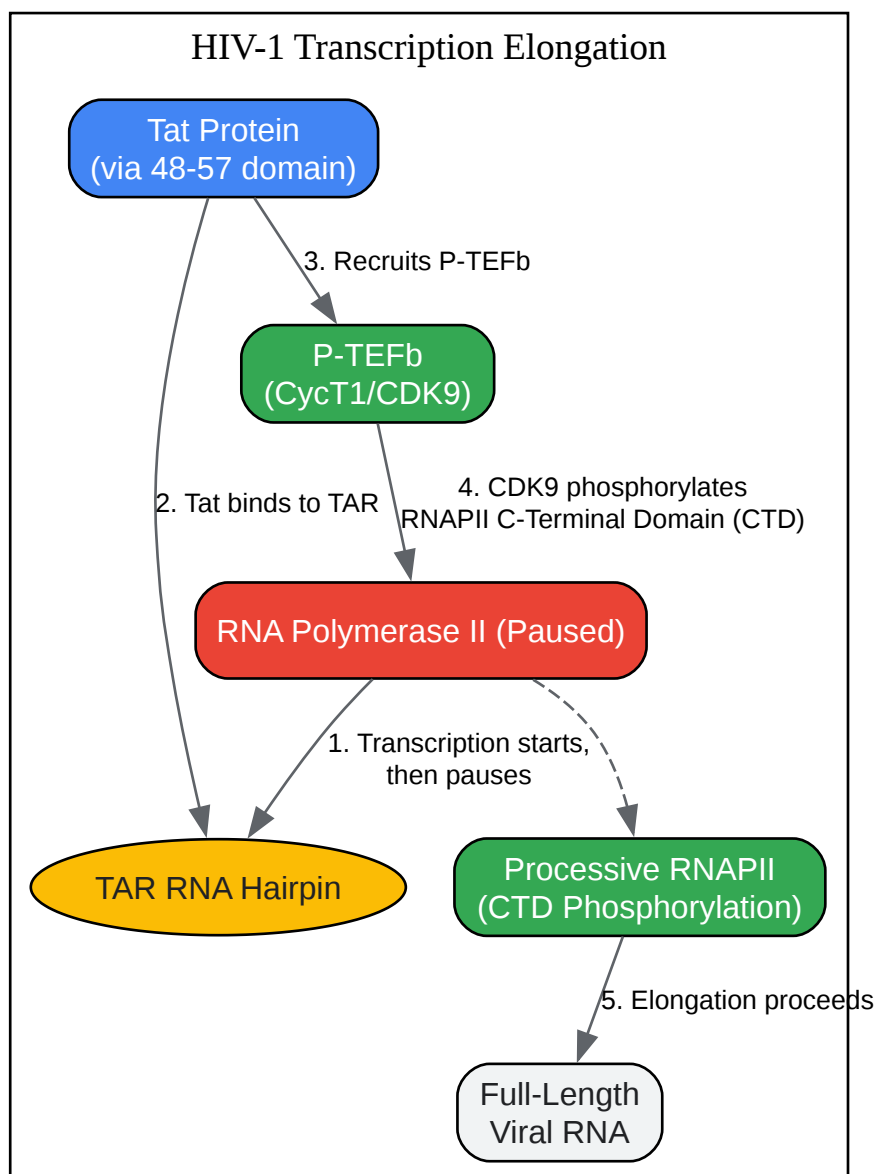 HIV-1 Transcription Elongation
Tat Protein
(via 48-57 domain)
3. Recruits P-TEFb
P-TEFb
(CycT1/CDK9)
2. Tat binds to TAR
4. CDK9 phosphorylates
RNAPII C-Terminal Domain (CTD)
RNA Polymerase II (Paused)
1. Transcription starts,
then pauses
TAR RNA Hairpin
Processive RNAPII
(CTD Phosphorylation)
5. Elongation proceeds
Full-Length
Viral RNA